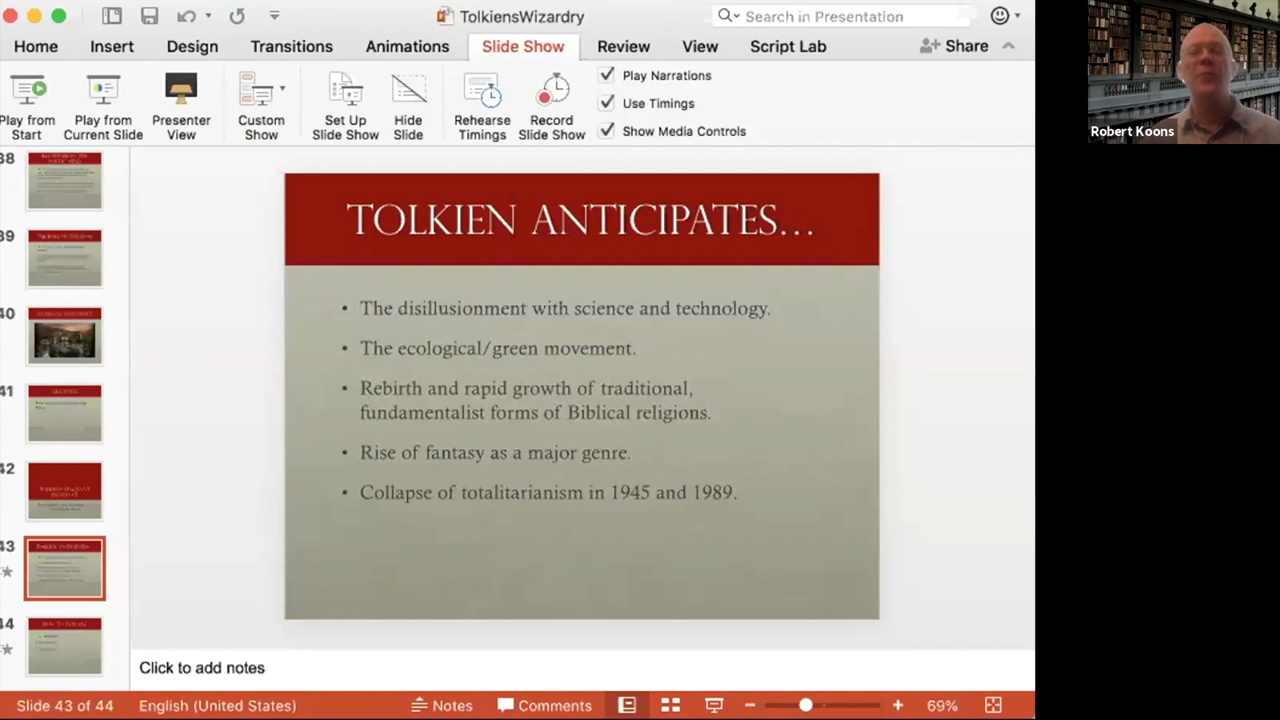 TolkiensWizardry
Search in Presentation
Home
Insert
Design
Transitions
Animations
Slide Show
Review
View
Script Lab
Share
Play from
Start
Play from
Current Slide
Presenter
View
Custom
Show
Set Up
Slide Show
Hide
Slide
Rehearse
Timings
Record
Slide Show
Play Narrations
Use Timings
Show Media Controls
Robert Koons
38
39
40
41
42
43
44
TOLKIEN ANTICIPATES…
• The disillusionment with science and technology.
• The ecological/green movement.
• Rebirth and rapid growth of traditional,
fundamentalist forms of Biblical religions.
• Rise of fantasy as a major genre.
• Collapse of totalitarianism in 1945 and 1989.
Click to add notes
Slide 43 of 44
English (United States)
Notes
Comments
69%